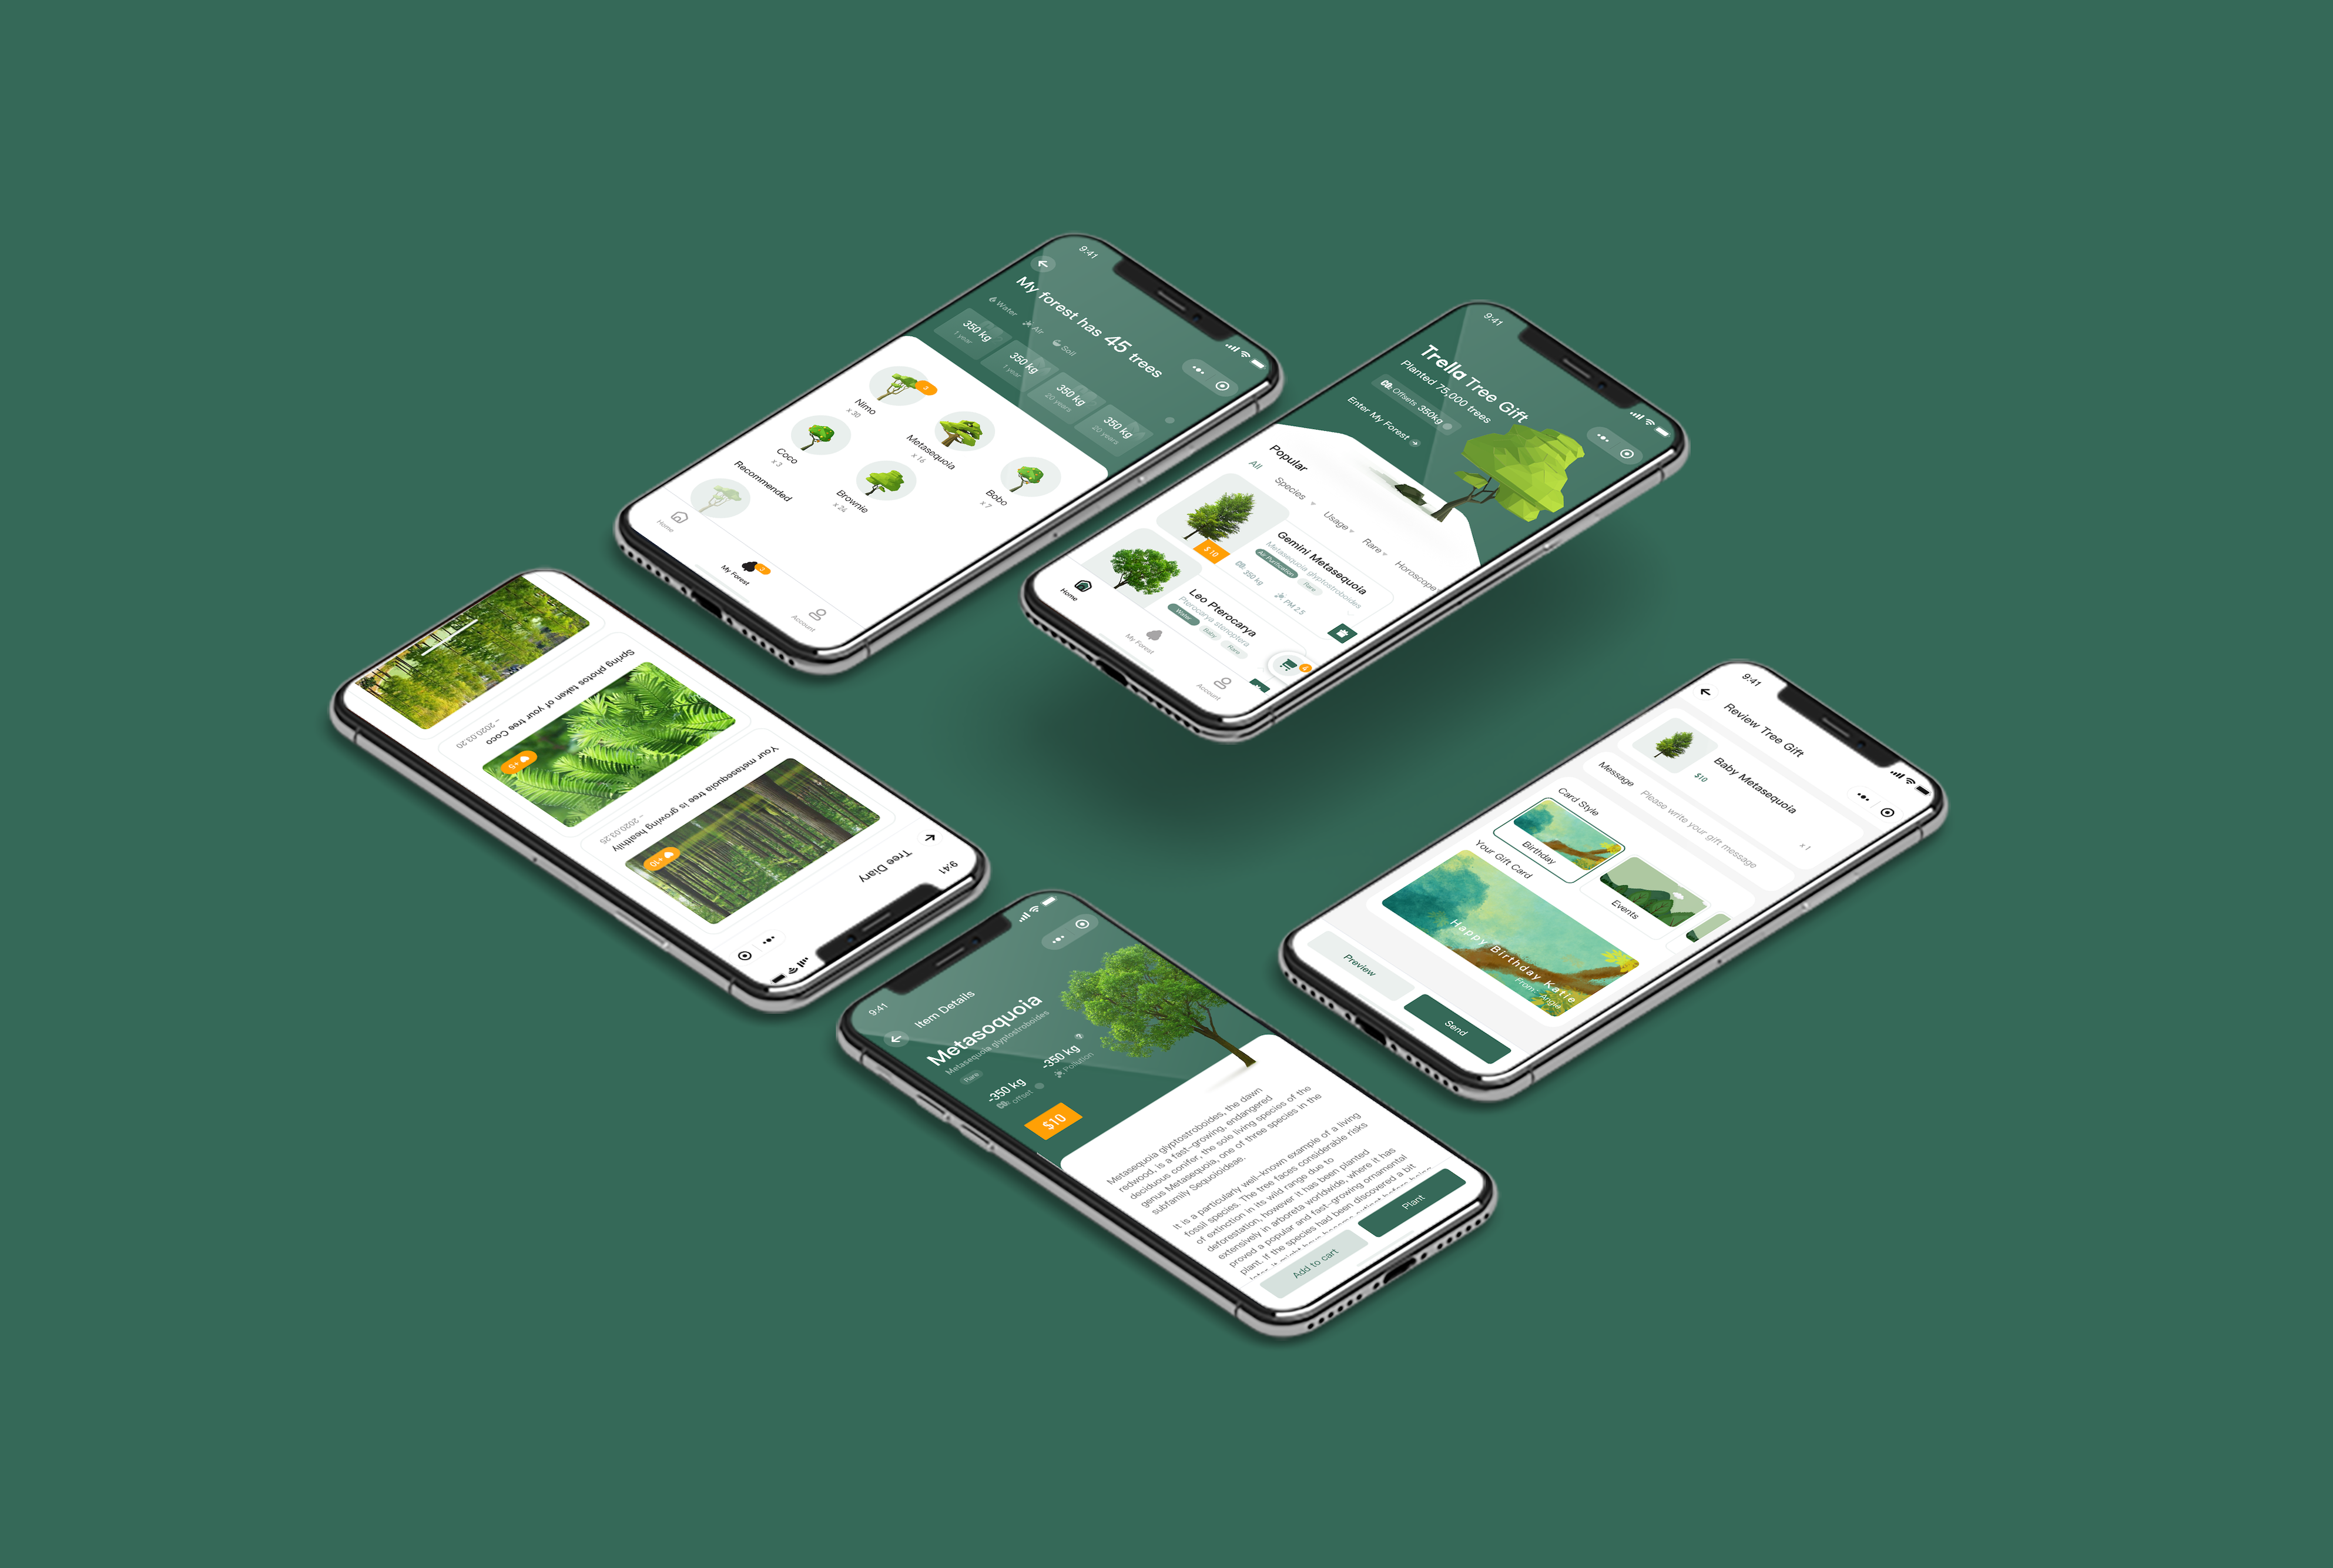 9:41
My forest has 45 trees
Water
Air
Soil
350 kg
1 year
350 kg
1 year
350 kg
20 years
350 kg
20 years
3
Nimo
x 30
Metasequoia
x 16
Bobo
x 7
Coco
x 3
Brownie
x 24
Recommended
Home
My Forest
Account
9:41
Trella Tree Gift
Planted 75,000 trees
Offsets 350kg
Enter My Forest
Popular
All
Species
Usage
Rare
Horoscope
Gemini Metasequoia
Metasequoia glyptostroboides
Air Purification
Rare
$10
350 kg
PM 2.5
Leo Pterocarya
Pterocarya stenoptera
Water
Baby
Rare
Home
My Forest
Account
9:41
Tree Diary
+10
Your metasequoia tree is growing healthily
– 2020.03.25
+5
Spring photos taken of your tree Coco
– 2020.03.20
9:41
Item Details
Metasoquoia
Metasequoia glyptostroboides
Rare
-350 kg
offset
-350 kg
Pollution
$10
Metasequoia glyptostroboides, the dawn
redwood, is a fast-growing, endangered
deciduous conifer, the sole living species of the
genus Metasequoia, one of three species in the
subfamily Sequoioideae.
It is a particularly well-known example of a living
fossil species. The tree faces considerable risks
of extinction in its wild range due to
deforestation, however it has been planted
extensively in arboreta worldwide, where it has
proved a popular and fast-growing ornamental
plant. If the species had been discovered a bit
Add to cart
Plant
9:41
Review Tree Gift
Baby Metasequoia
$10
x 1
Message
Please write your gift message
Card Style
Birthday
Events
Your Gift Card
Happy Birthday Katie
From - Angie
Preview
Send